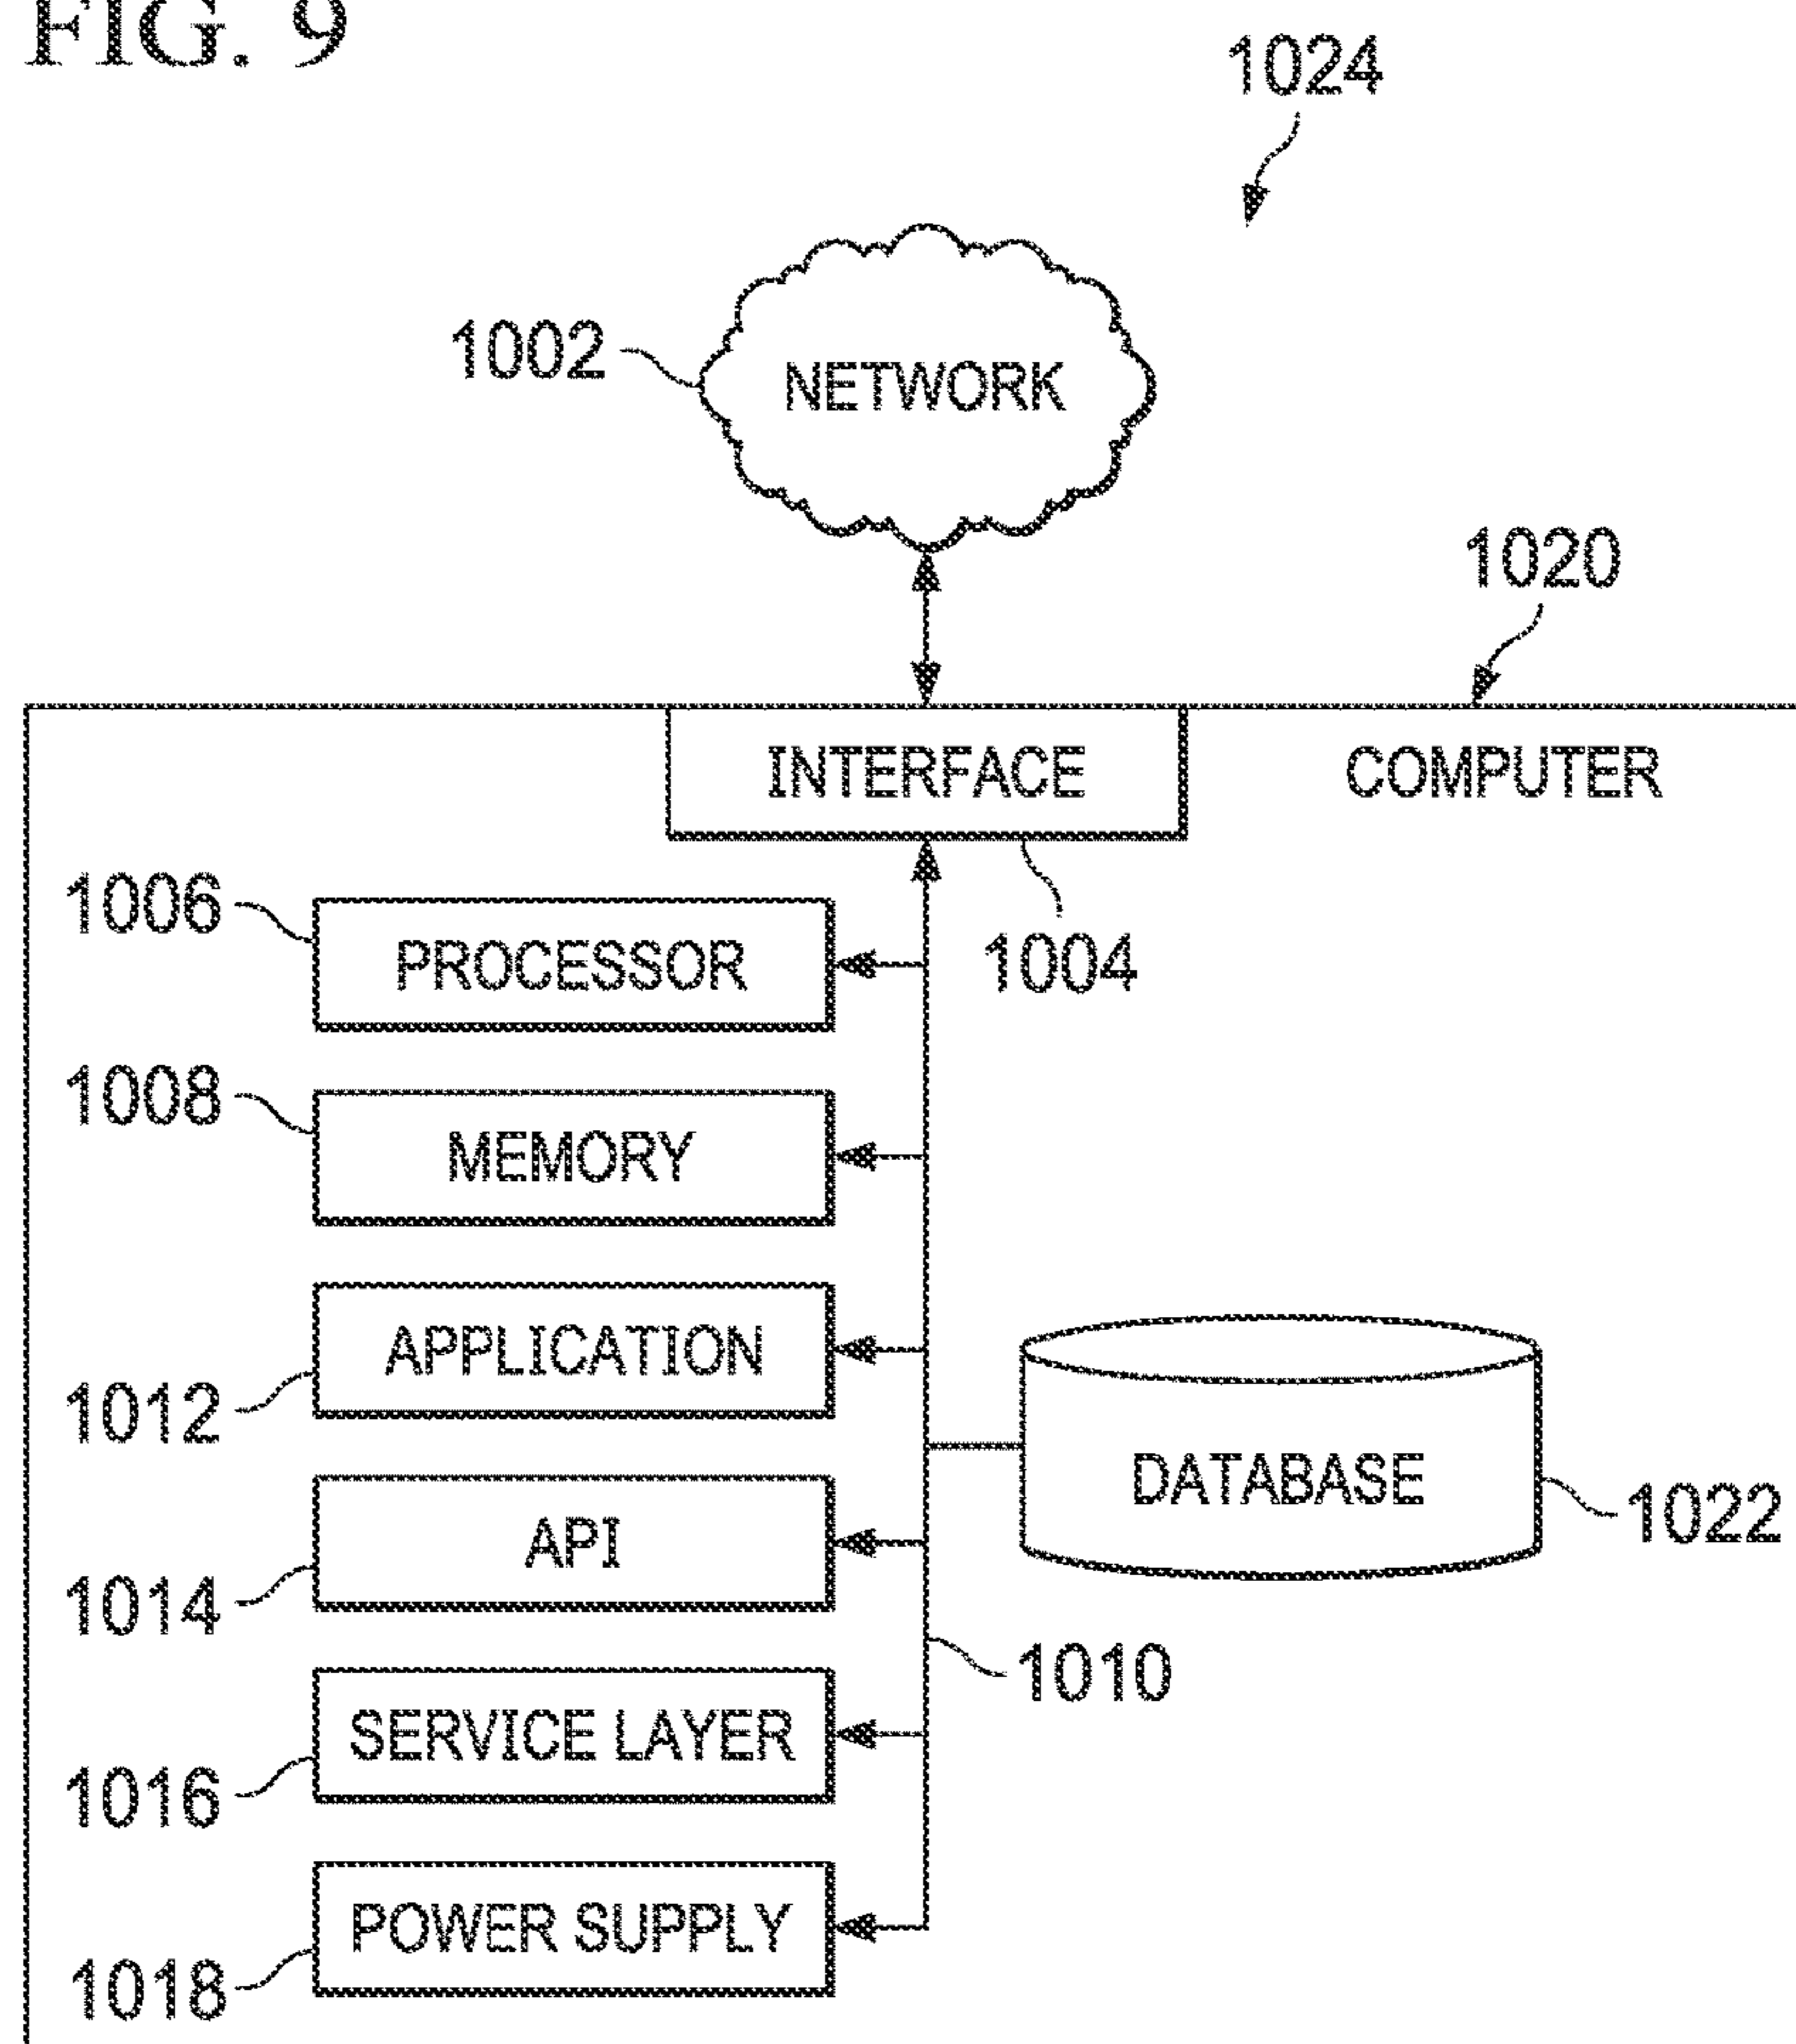 FIG. 9
1024
1002
NETWORK
1020
INTERFACE
COMPUTER
1006
PROCESSOR
1004
1008
MEMORY
APPLICATION
1012
DATABASE
1022
API
1014
1010
SERVICE LAYER
1016
POWER SUPPLY
1018